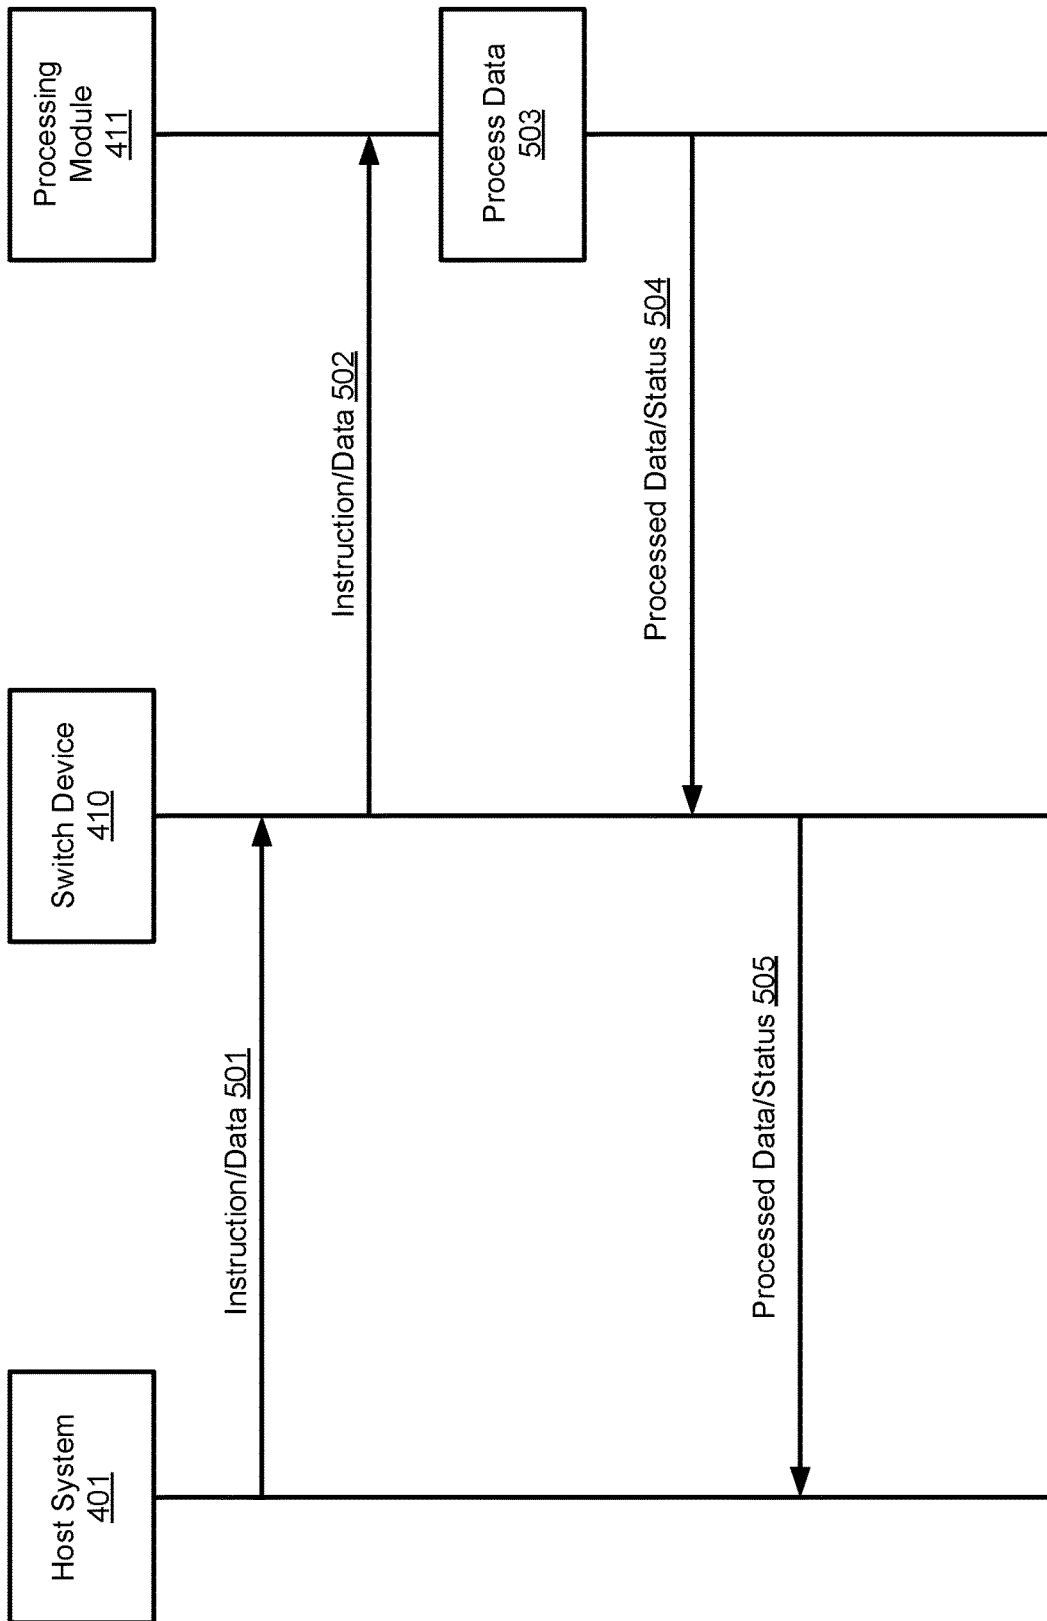 Host System
401
Switch Device
410
Processing
Module
411
Instruction/Data 501
Instruction/Data 502
Process Data
503
Processed Data/Status 504
Processed Data/Status 505